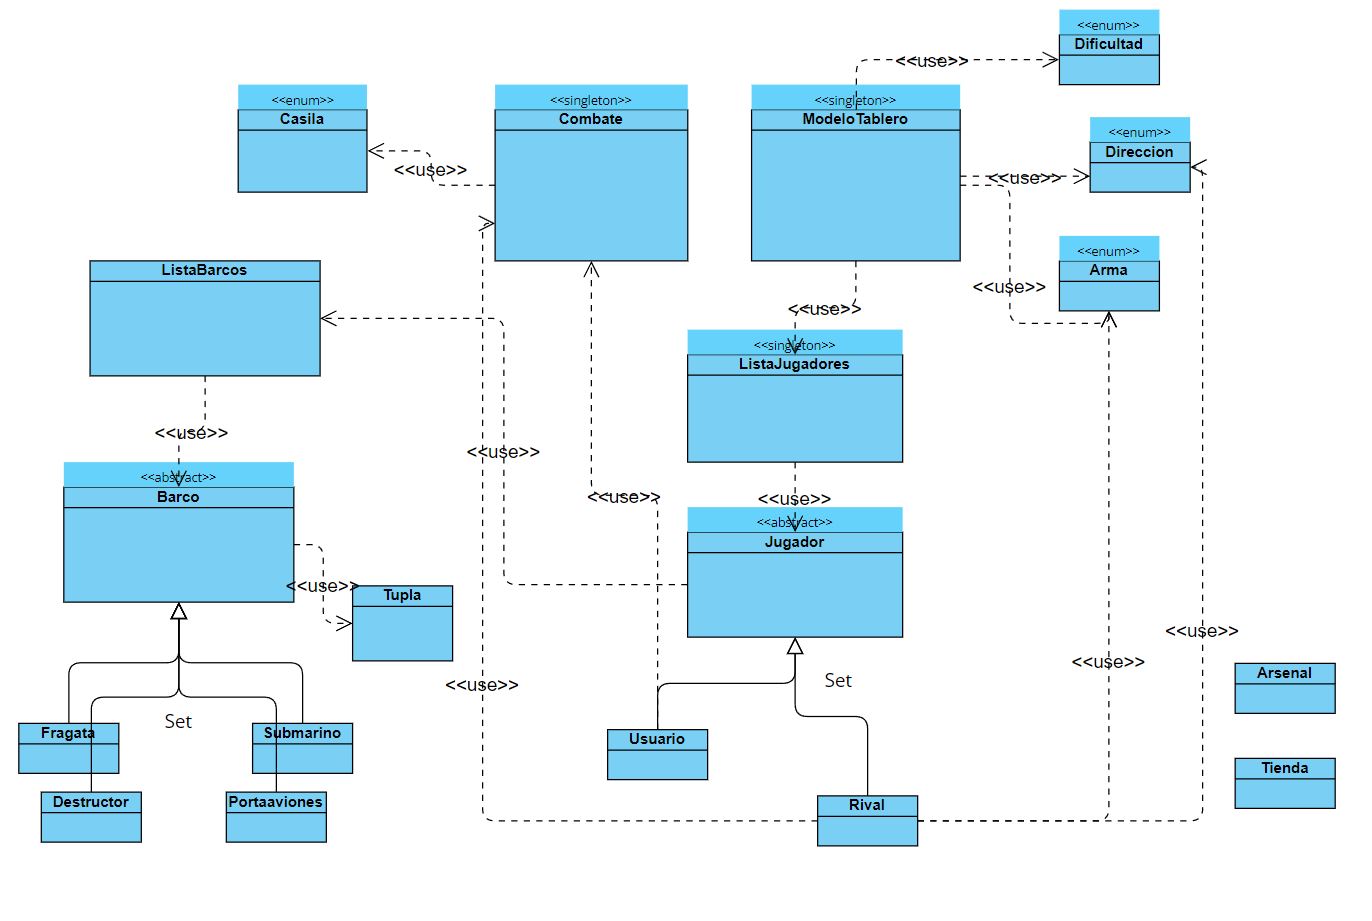 <<enum>>
Dificultad
<<use>>
<<enum>>
Casila
<<singleton>>
Combate
<<singleton>>
ModeloTablero
<<enum>>
Direccion
<<use>>
<<use>>
<<enum>>
Arma
ListaBarcos
<<use>>
<<use>>
<<singleton>>
ListaJugadores
<<use>>
<<use>>
<<abstract>>
Barco
<<use>>
<<use>>
<<abstract>>
Jugador
<<use>>
Tupla
<<use>>
<<use>>
Arsenal
Set
<<use>>
Set
Fragata
Submarino
Usuario
Tienda
Destructor
Portaaviones
Rival